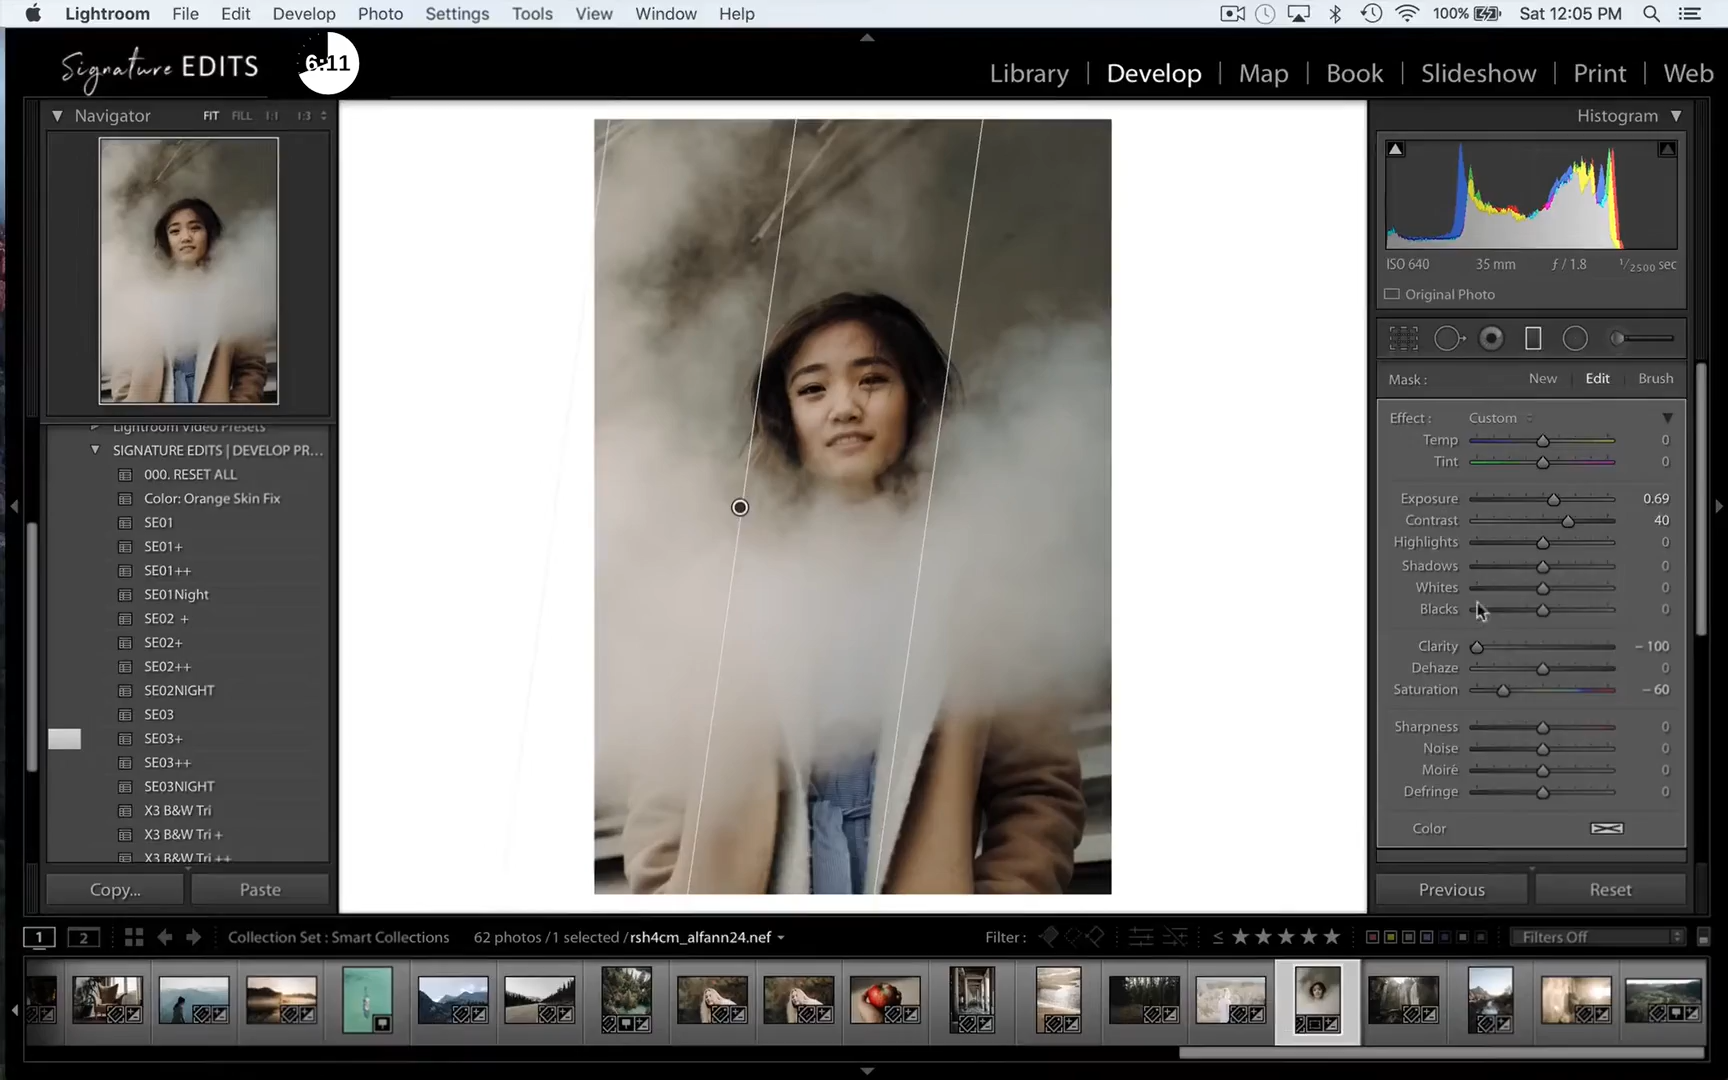 Lightroom File Edit Develop Photo Settings Tools View Window Help 100% Sat 12:05 PM
Signature EDITS 6:11
Library Develop Map Book Slideshow Print Web
Navigator FIT FILL 1:1 1:3
Histogram
ISO 640 35 mm ƒ / 1.8 1/2500 sec
Original Photo
Mask : New Edit Brush
Effect : Custom
Temp 0
Tint 0
Exposure 0.69
Contrast 40
Highlights 0
Shadows 0
Whites 0
Blacks 0
Clarity – 100
Dehaze 0
Saturation – 60
Sharpness 0
Noise 0
Moiré 0
Defringe 0
Color
Previous Reset
Lightroom Video Presets
SIGNATURE EDITS | DEVELOP PR...
000. RESET ALL
Color: Orange Skin Fix
SE01
SE01+
SE01++
SE01Night
SE02 +
SE02+
SE02++
SE02NIGHT
SE03
SE03+
SE03++
SE03NIGHT
X3 B&W Tri
X3 B&W Tri +
X3 B&W Tri ++
Copy... Paste
1 2 Collection Set : Smart Collections 62 photos /1 selected /rsh4cm_alfann24.nef Filter : ≤ ★ ★ ★ ★ ★ Filters Off